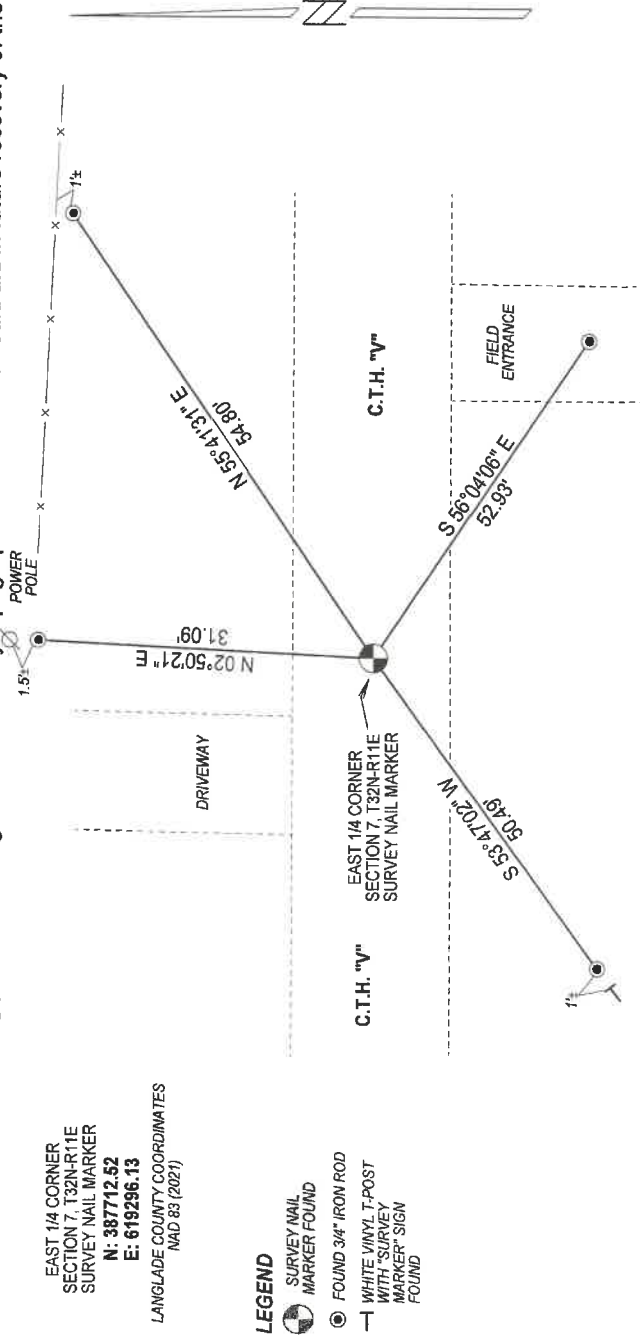 future recovery of the
POWER
POLE
1.5'±
1'±
N 02°50'21" E
31.09'
N 55°41'31" E
54.80'
DRIVEWAY
EAST 1/4 CORNER
SECTION 7, T32N-R11E
SURVEY NAIL MARKER
N: 387712.52
E: 619296.13
LANGLADE COUNTY COORDINATES
NAD 83 (2021)
EAST 1/4 CORNER
SECTION 7, T32N-R11E
SURVEY NAIL MARKER
C.T.H. "V"
C.T.H. "V"
FIELD
ENTRANCE
S 56°04'06" E
52.93'
S 53°47'02" W
50.49'
1'±
LEGEND
SURVEY NAIL
MARKER FOUND
FOUND 3/4" IRON ROD
WHITE VINYL T-POST
WITH "SURVEY
MARKER" SIGN
FOUND